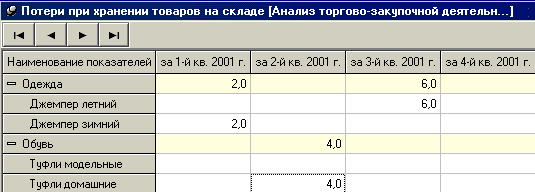 Потери при хранении товаров на складе [Анализ торгово-закупочной деятельн...]
Наименование показателей за 1-й кв. 2001 г. за 2-й кв. 2001 г. за 3-й кв. 2001 г. за 4-й кв. 2001 г.
Одежда 2,0 6,0
Джемпер летний 6,0
Джемпер зимний 2,0
Обувь 4,0
Туфли модельные
Туфли домашние 4,0